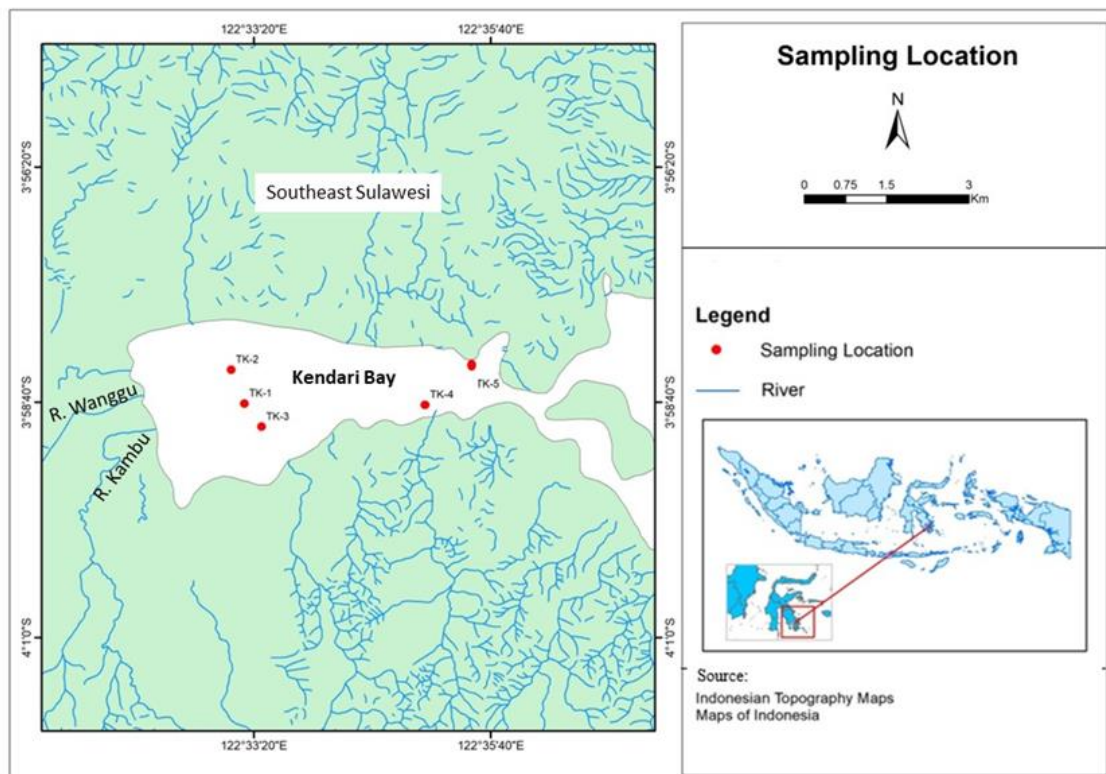 122°33'20"E
122°35'40"E
3°56'20"S
3°56'20"S
Southeast Sulawesi
TK-2
Kendari Bay
TK-5
TK-1
TK-4
3°58'40"S
3°58'40"S
R. Wanggu
TK-3
R. Kambu
4°1'0"S
4°1'0"S
122°33'20"E
122°35'40"E
Sampling Location
N
0 0.75 1.5 3
Km
Legend
Sampling Location
River
Source:
Indonesian Topography Maps
Maps of Indonesia